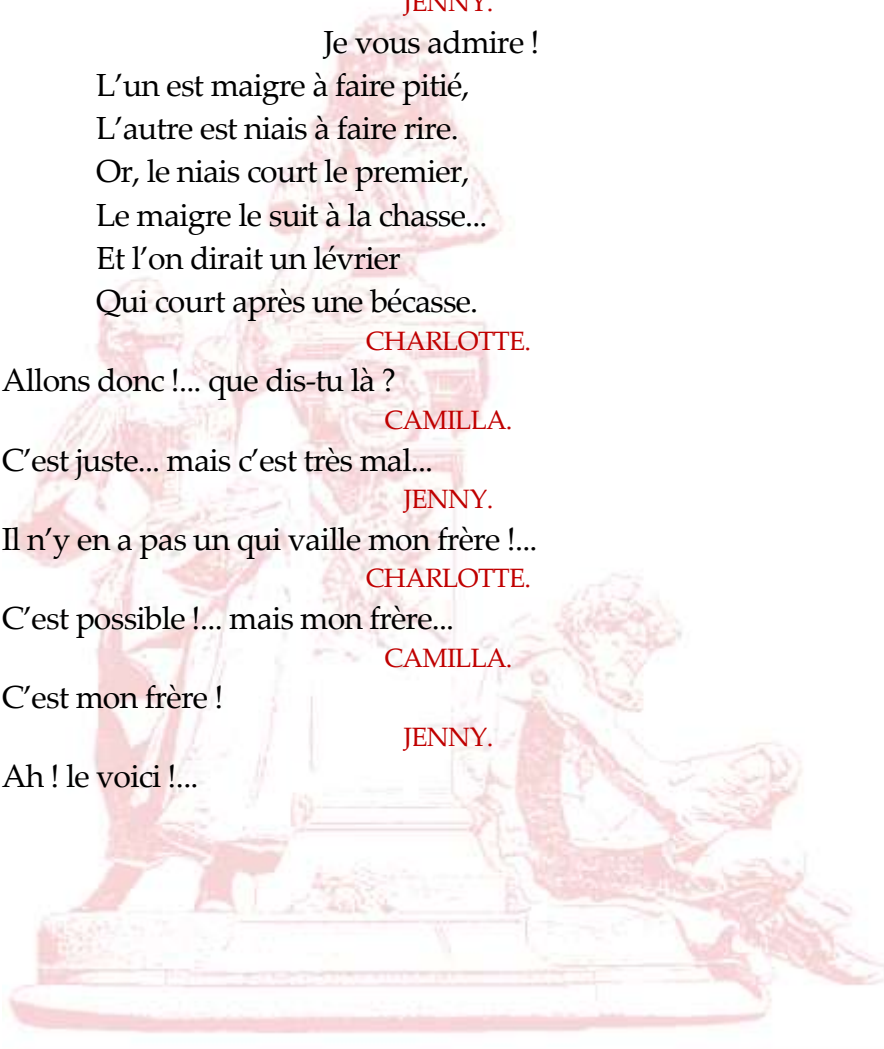 JENNY.
Je vous admire !
L’un est maigre à faire pitié,
L’autre est niais à faire rire.
Or, le niais court le premier,
Le maigre le suit à la chasse...
Et l’on dirait un lévrier
Qui court après une bécasse.
CHARLOTTE.
Allons donc !... que dis-tu là ?
CAMILLA.
C’est juste... mais c’est très mal...
JENNY.
Il n’y en a pas un qui vaille mon frère !...
CHARLOTTE.
C’est possible !... mais mon frère...
CAMILLA.
C’est mon frère !
JENNY.
Ah ! le voici !...